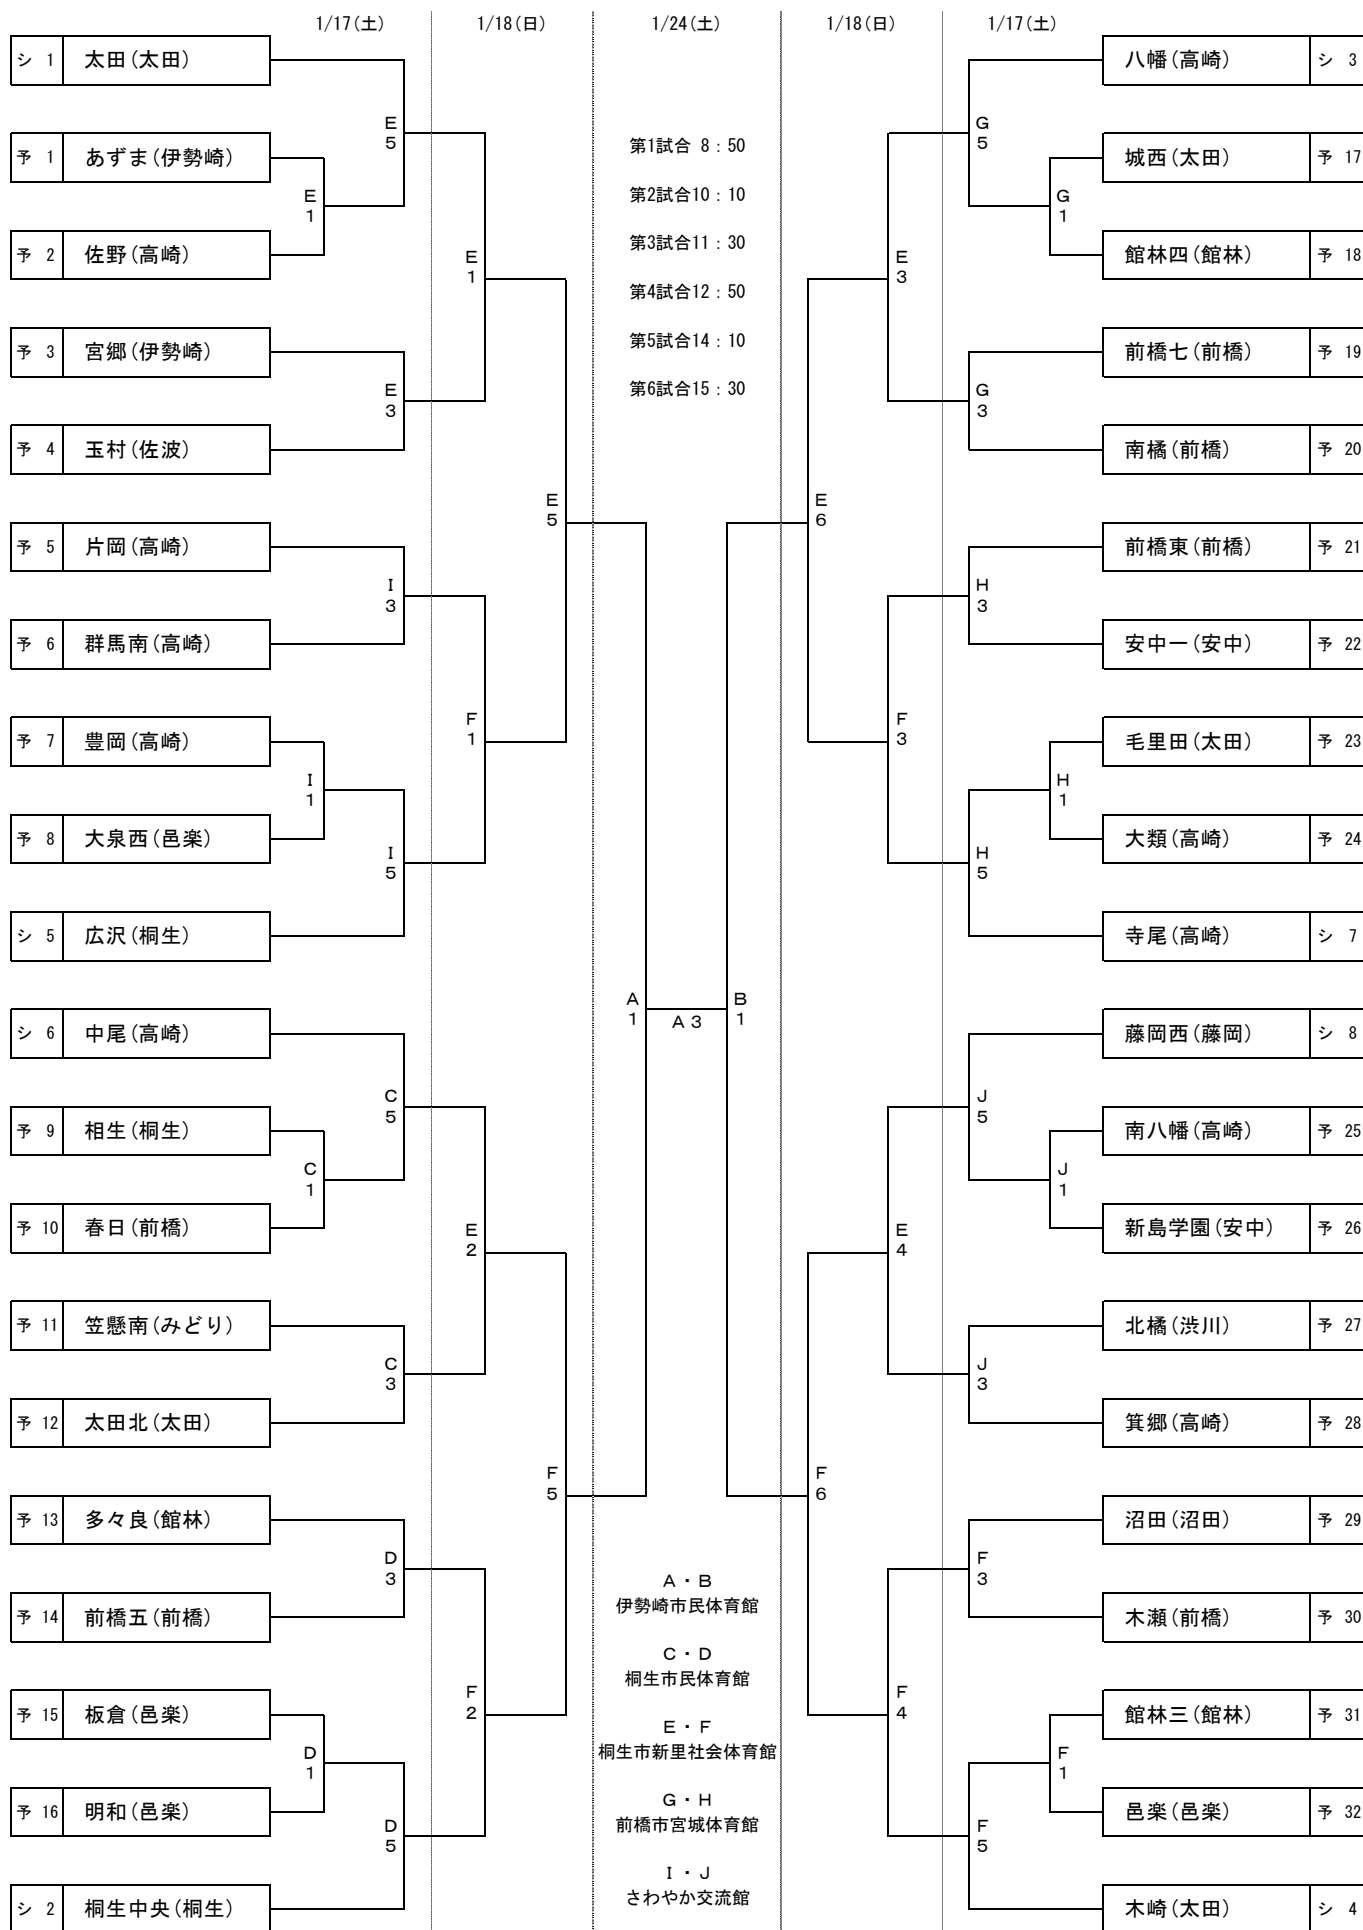 1/17(土) 1/18(日) 1/24(土) 1/18(日) 1/17(土)
シ 1 太田(太田)
E
5
予 1 あずま(伊勢崎)
E
1
予 2 佐野(高崎)
E
1
予 3 宮郷(伊勢崎)
E
3
予 4 玉村(佐波)
E
5
予 5 片岡(高崎)
I
3
予 6 群馬南(高崎)
F
1
予 7 豊岡(高崎)
I
1
予 8 大泉西(邑楽)
I
5
シ 5 広沢(桐生)
A
1
シ 6 中尾(高崎)
C
5
予 9 相生(桐生)
C
1
予 10 春日(前橋)
E
2
予 11 笠懸南(みどり)
C
3
予 12 太田北(太田)
F
5
予 13 多々良(館林)
D
3
予 14 前橋五(前橋)
F
2
予 15 板倉(邑楽)
D
1
予 16 明和(邑楽)
D
5
シ 2 桐生中央(桐生)
第1試合 8:50
第2試合10:10
第3試合11:30
第4試合12:50
第5試合14:10
第6試合15:30
A 3
A・B
伊勢崎市民体育館
C・D
桐生市民体育館
E・F
桐生市新里社会体育館
G・H
前橋市宮城体育館
I・J
さわやか交流館
八幡(高崎) シ 3
G
5
城西(太田) 予 17
G
1
館林四(館林) 予 18
E
3
前橋七(前橋) 予 19
G
3
南橘(前橋) 予 20
E
6
前橋東(前橋) 予 21
H
3
安中一(安中) 予 22
F
3
毛里田(太田) 予 23
H
1
大類(高崎) 予 24
H
5
寺尾(高崎) シ 7
B
1
藤岡西(藤岡) シ 8
J
5
南八幡(高崎) 予 25
J
1
新島学園(安中) 予 26
E
4
北橘(渋川) 予 27
J
3
箕郷(高崎) 予 28
F
6
沼田(沼田) 予 29
F
3
木瀬(前橋) 予 30
F
4
館林三(館林) 予 31
F
1
邑楽(邑楽) 予 32
F
5
木崎(太田) シ 4